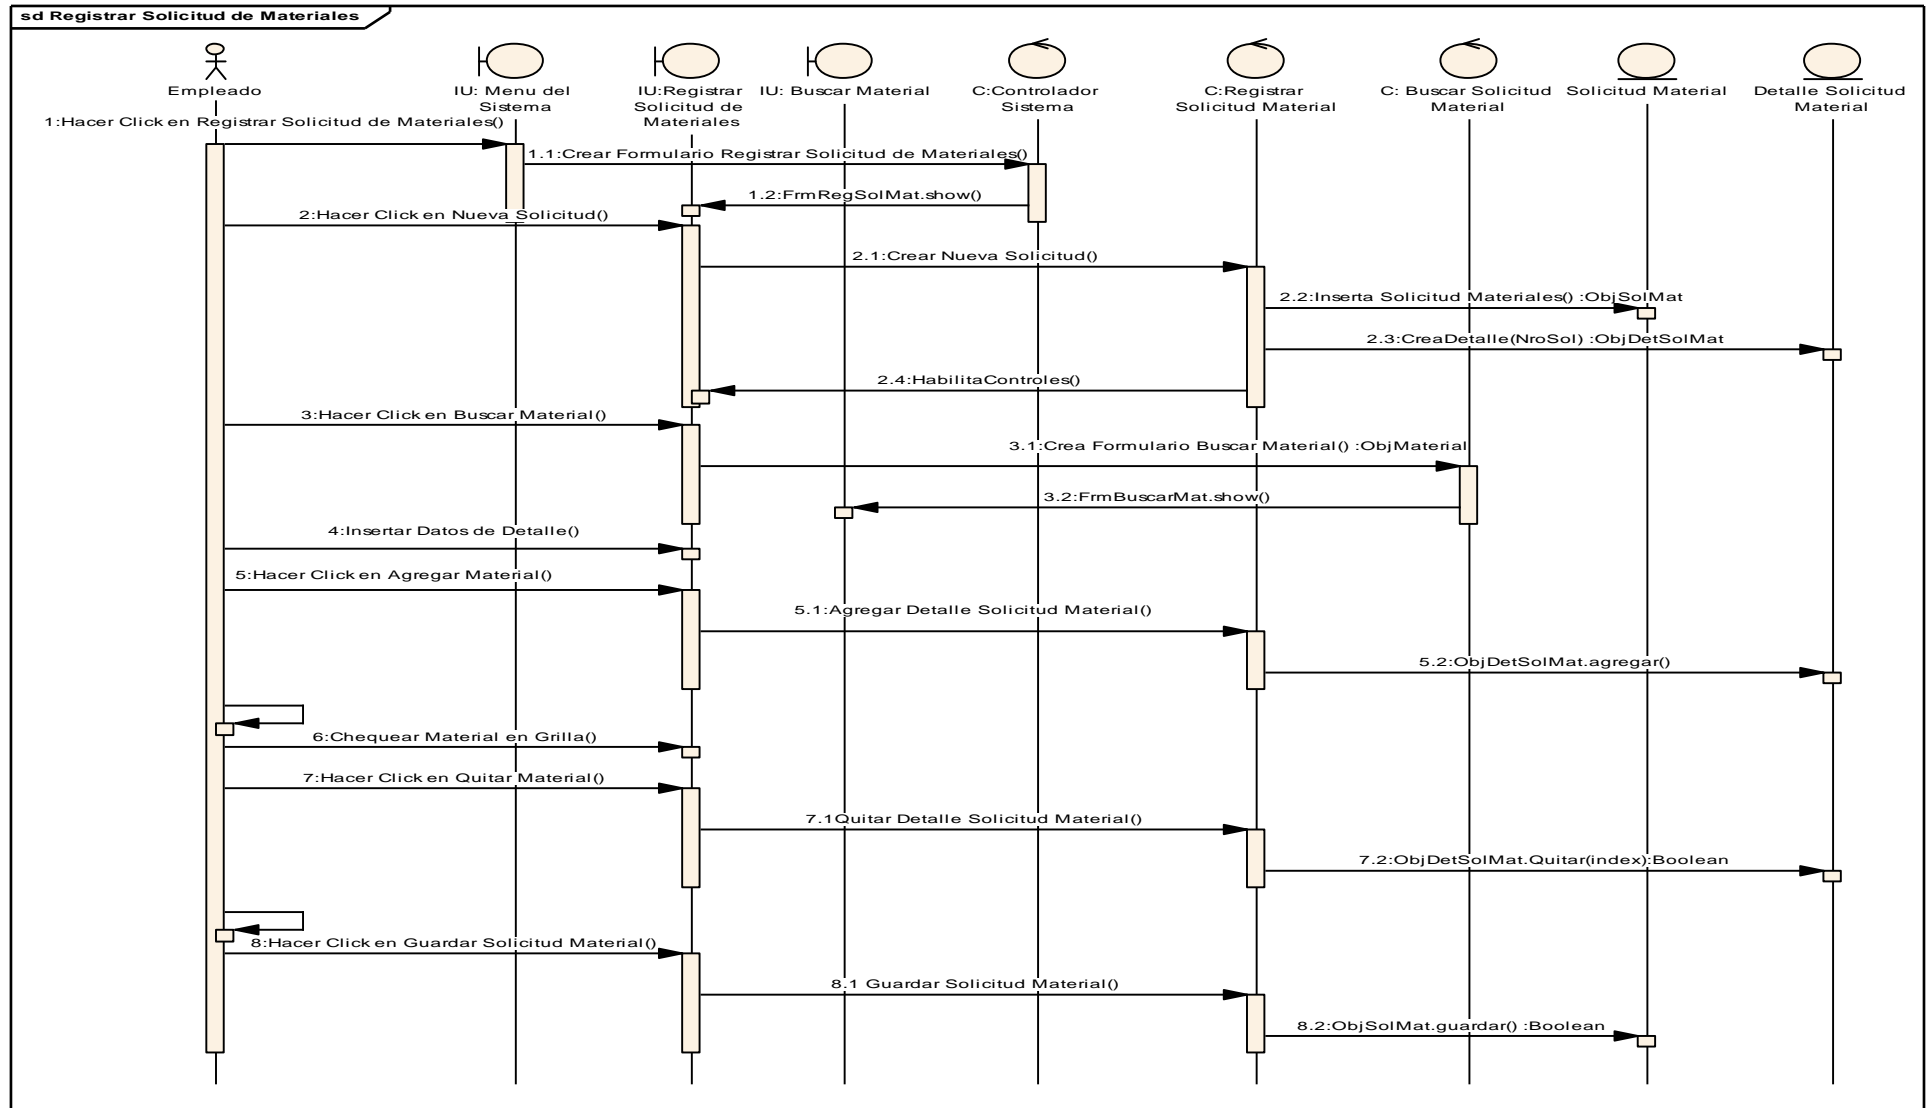 sd Registrar Solicitud de Materiales
Empleado
IU: Menu del
Sistema
IU:Registrar
Solicitud de
Materiales
IU: Buscar Material
C:Controlador
Sistema
C:Registrar
Solicitud Material
C: Buscar Solicitud
Material
Solicitud Material
Detalle Solicitud
Material
1:Hacer Click en Registrar Solicitud de Materiales()
1.1:Crear Formulario Registrar Solicitud de Materiales()
1.2:FrmRegSolMat.show()
2:Hacer Click en Nueva Solicitud()
2.1:Crear Nueva Solicitud()
2.2:Inserta Solicitud Materiales() :ObjSolMat
2.3:CreaDetalle(NroSol) :ObjDetSolMat
2.4:HabilitaControles()
3:Hacer Click en Buscar Material()
3.1:Crea Formulario Buscar Material() :ObjMaterial
3.2:FrmBuscarMat.show()
4:Insertar Datos de Detalle()
5:Hacer Click en Agregar Material()
5.1:Agregar Detalle Solicitud Material()
5.2:ObjDetSolMat.agregar()
6:Chequear Material en Grilla()
7:Hacer Click en Quitar Material()
7.1Quitar Detalle Solicitud Material()
7.2:ObjDetSolMat.Quitar(index):Boolean
8:Hacer Click en Guardar Solicitud Material()
8.1 Guardar Solicitud Material()
8.2:ObjSolMat.guardar() :Boolean